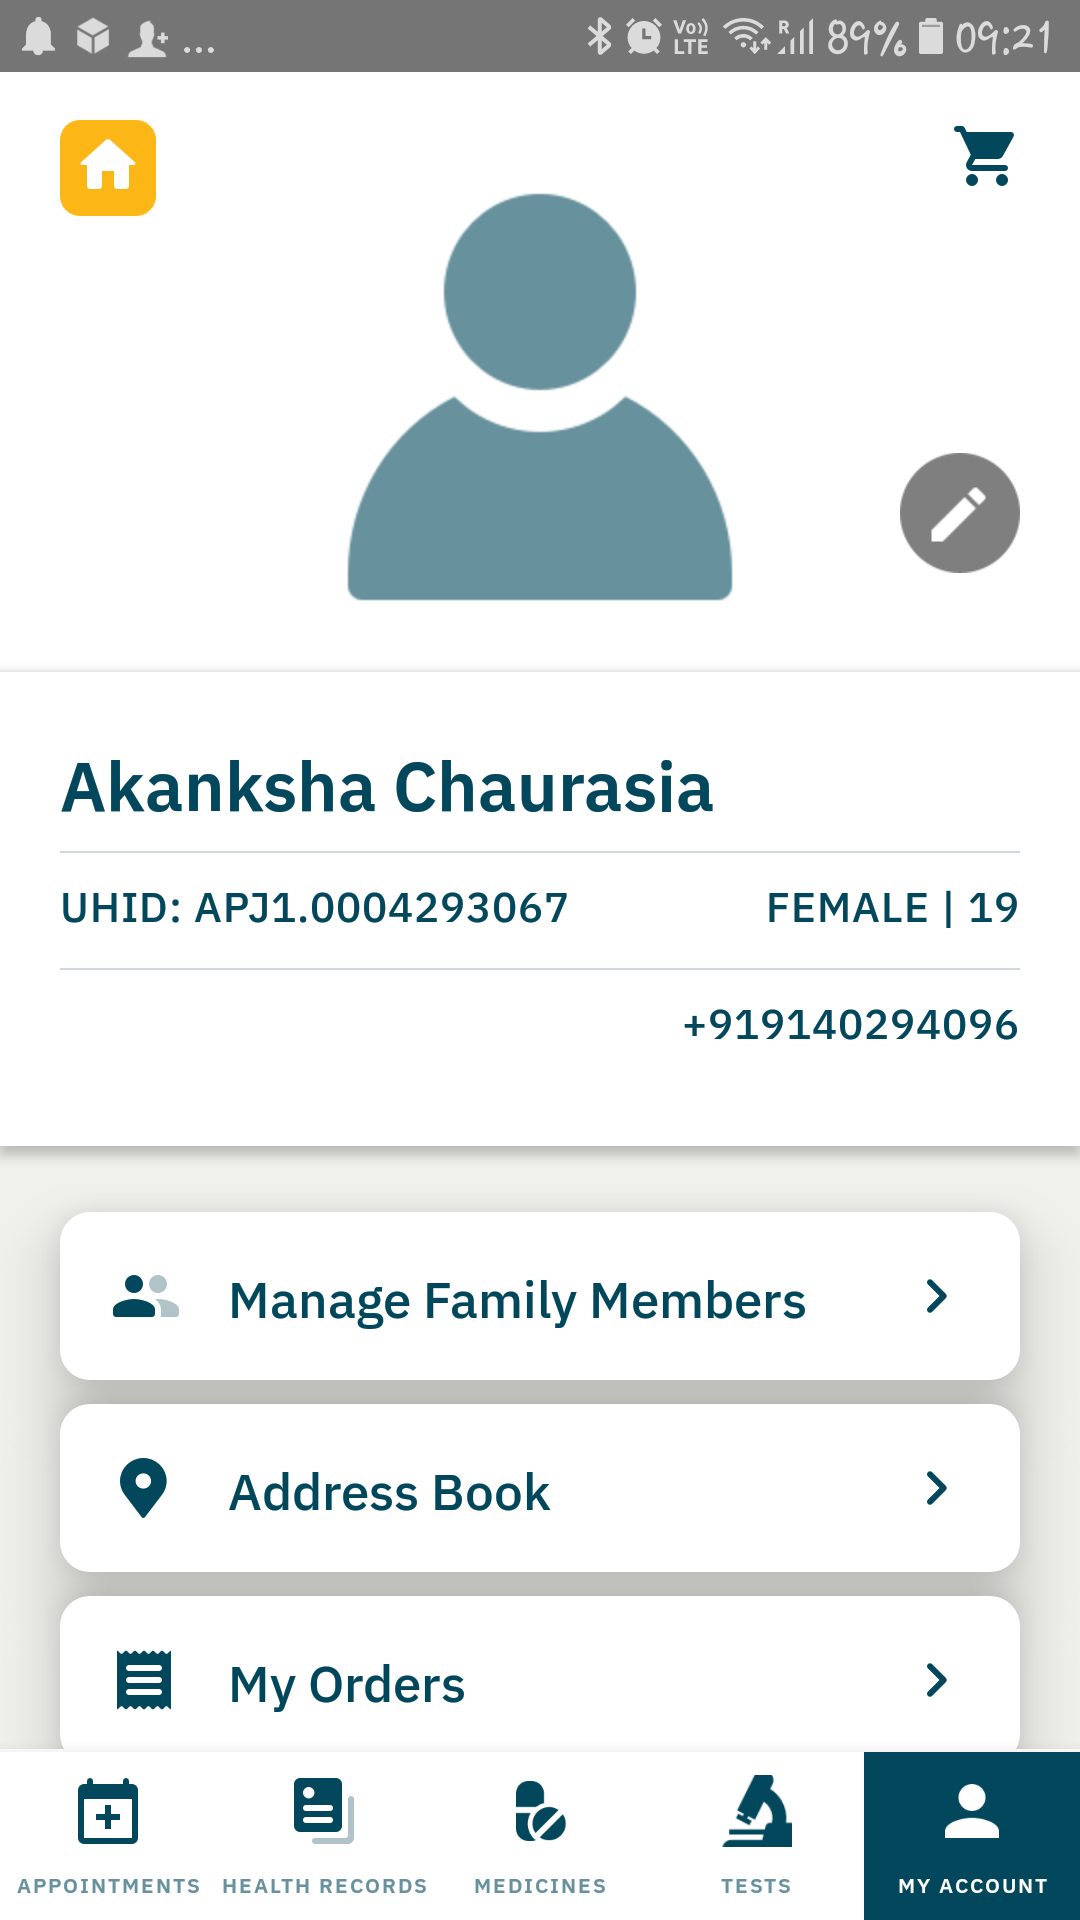 ... Vo)) LTE R 89% 09:21
Akanksha Chaurasia
UHID: APJ1.0004293067 FEMALE | 19
+919140294096
Manage Family Members
Address Book
My Orders
APPOINTMENTS HEALTH RECORDS MEDICINES TESTS MY ACCOUNT